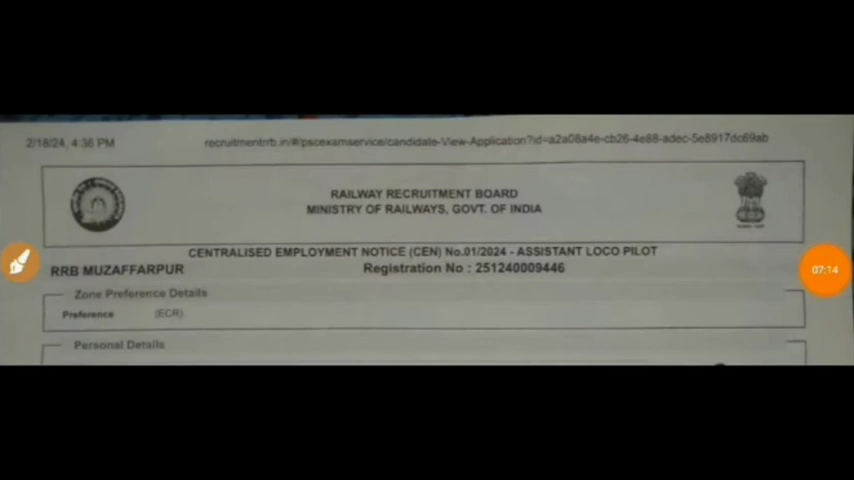 2/18/24, 4:36 PM
recruitmentrrb.in/#/pscexamservice/candidate-View-Application?id=a2a08a4e-cb26-4e88-adec-5e8917dc69ab
RAILWAY RECRUITMENT BOARD
MINISTRY OF RAILWAYS, GOVT. OF INDIA
CENTRALISED EMPLOYMENT NOTICE (CEN) No.01/2024 - ASSISTANT LOCO PILOT
RRB MUZAFFARPUR
Registration No : 251240009446
07:14
Zone Preference Details
Preference (ECR)
Personal Details